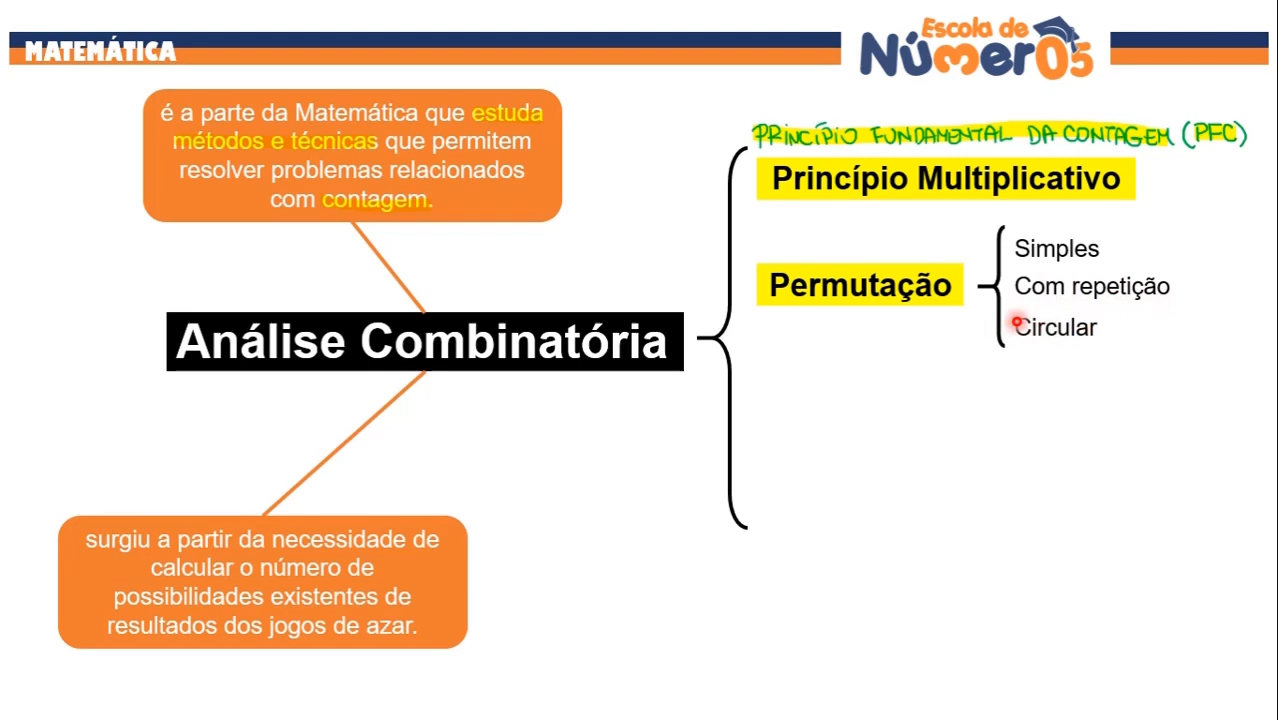 MATEMÁTICA
Escola de
Número5
é a parte da Matemática que estuda
métodos e técnicas que permitem
resolver problemas relacionados
com contagem.
PRINCÍPIO FUNDAMENTAL DA CONTAGEM (PFC)
Princípio Multiplicativo
Permutação
Simples
Com repetição
Circular
Análise Combinatória
surgiu a partir da necessidade de
calcular o número de
possibilidades existentes de
resultados dos jogos de azar.